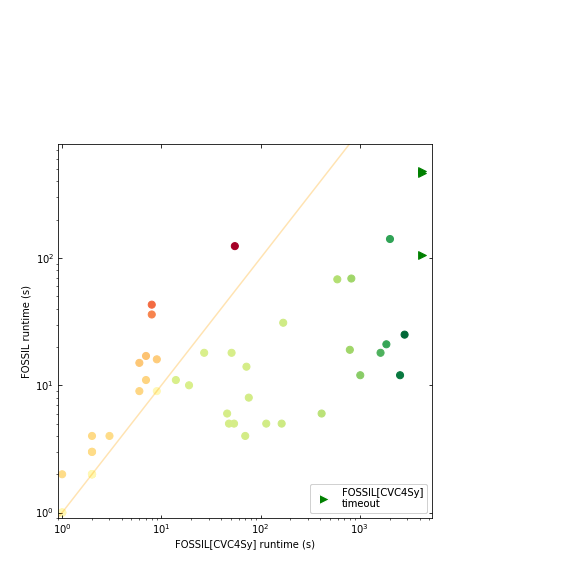 10²
10¹
10⁰
FOSSIL runtime (s)
10⁰ 10¹ 10² 10³
FOSSIL[CVC4Sy] runtime (s)
FOSSIL[CVC4Sy]
timeout